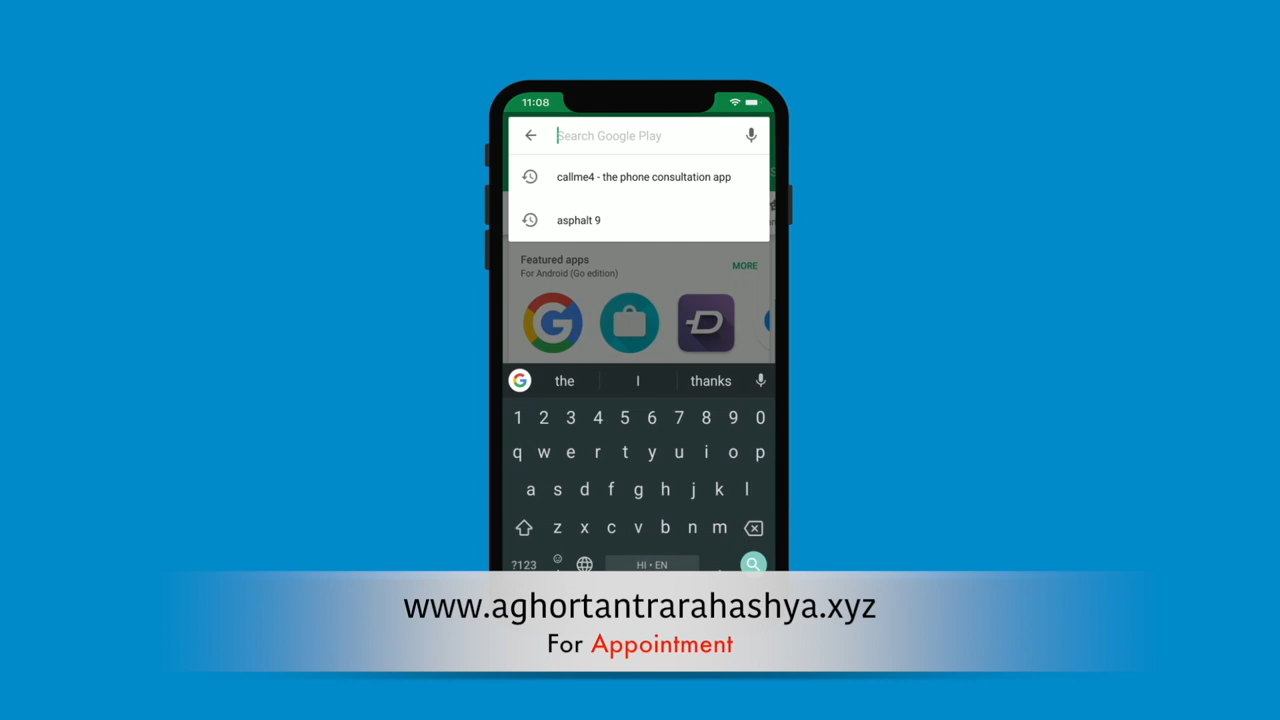 11:08
Search Google Play
callme4 - the phone consultation app
asphalt 9
Featured apps
MORE
For Android (Go edition)
the I thanks
1 2 3 4 5 6 7 8 9 0
q w e r t y u i o p
a s d f g h j k l
z x c v b n m
?123 HI • EN
www.aghortantrarahashya.xyz
For Appointment